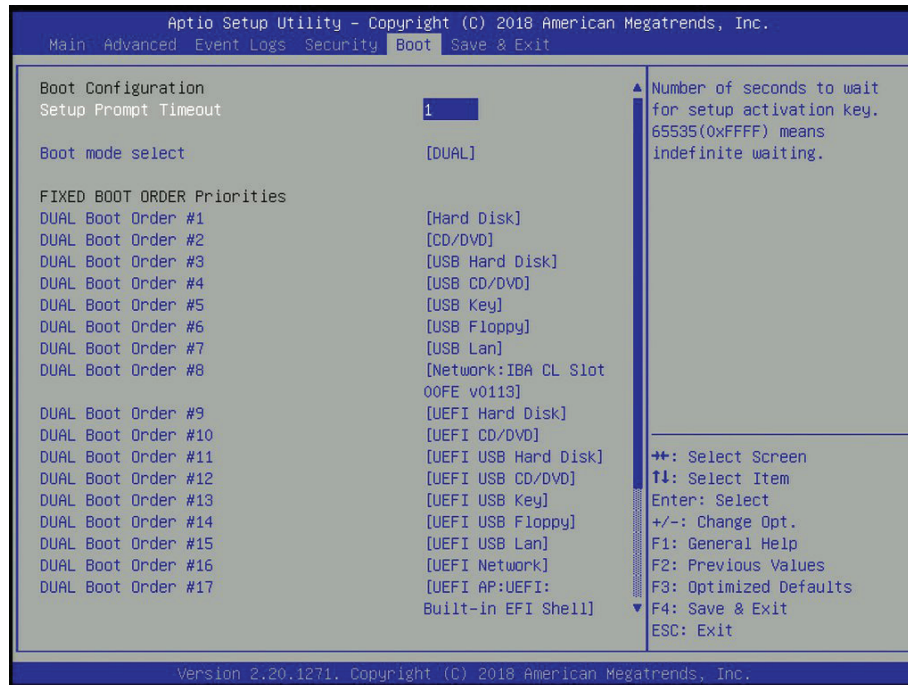 Aptio Setup Utility – Copyright (C) 2018 American Megatrends, Inc.
Main Advanced Event Logs Security Boot Save & Exit
Boot Configuration
Setup Prompt Timeout 1
Boot mode select [DUAL]
FIXED BOOT ORDER Priorities
DUAL Boot Order #1 [Hard Disk]
DUAL Boot Order #2 [CD/DVD]
DUAL Boot Order #3 [USB Hard Disk]
DUAL Boot Order #4 [USB CD/DVD]
DUAL Boot Order #5 [USB Key]
DUAL Boot Order #6 [USB Floppy]
DUAL Boot Order #7 [USB Lan]
DUAL Boot Order #8 [Network:IBA CL Slot
00FE v0113]
DUAL Boot Order #9 [UEFI Hard Disk]
DUAL Boot Order #10 [UEFI CD/DVD]
DUAL Boot Order #11 [UEFI USB Hard Disk]
DUAL Boot Order #12 [UEFI USB CD/DVD]
DUAL Boot Order #13 [UEFI USB Key]
DUAL Boot Order #14 [UEFI USB Floppy]
DUAL Boot Order #15 [UEFI USB Lan]
DUAL Boot Order #16 [UEFI Network]
DUAL Boot Order #17 [UEFI AP:UEFI:
Built-in EFI Shell]
Number of seconds to wait
for setup activation key.
65535(0xFFFF) means
indefinite waiting.
→←: Select Screen
↑↓: Select Item
Enter: Select
+/-: Change Opt.
F1: General Help
F2: Previous Values
F3: Optimized Defaults
F4: Save & Exit
ESC: Exit
Version 2.20.1271. Copyright (C) 2018 American Megatrends, Inc.